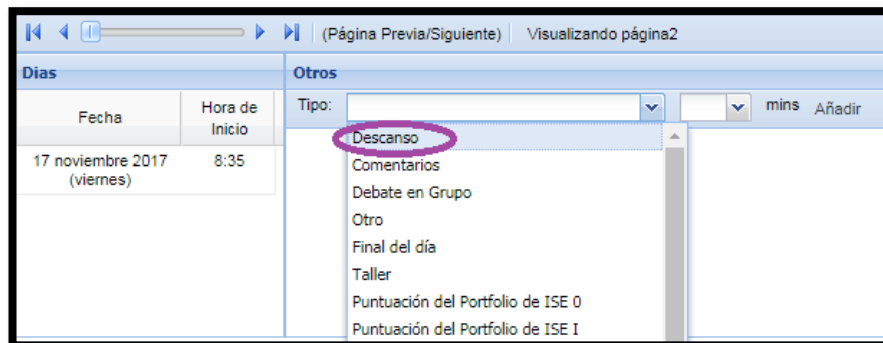 (Página Previa/Siguiente) Visualizando página2
Dias
Otros
Fecha
Hora de
Inicio
17 noviembre 2017
(viernes)
8:35
Tipo:
mins Añadir
Descanso
Comentarios
Debate en Grupo
Otro
Final del día
Taller
Puntuación del Portfolio de ISE 0
Puntuación del Portfolio de ISE I